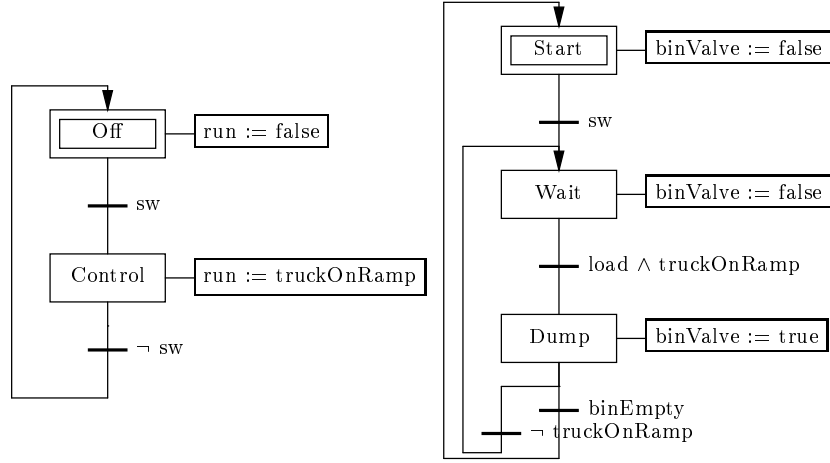 Off
run := false
sw
Control
run := truckOnRamp
¬ sw
Start
binValve := false
sw
Wait
binValve := false
load ∧ truckOnRamp
Dump
binValve := true
binEmpty
¬ truckOnRamp